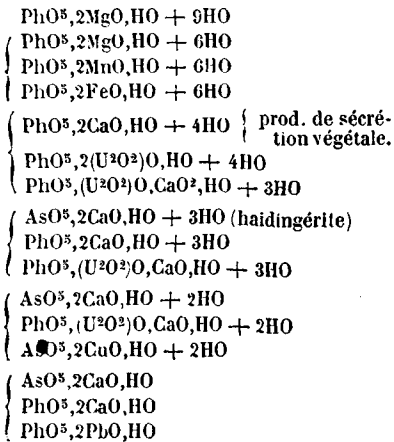 PhO⁵,2MgO,HO + 9HO
PhO⁵,2MgO,HO + 6HO
PhO⁵,2MnO,HO + 6HO
PhO⁵,2FeO,HO + 6HO
PhO⁵,2CaO,HO + 4HO { prod. de sécré-
tion végétale.
PhO⁵,2(U²O²)O,HO + 4HO
PhO⁵,(U²O²)O,CaO²,HO + 3HO
AsO⁵,2CaO,HO + 3HO (haidingérite)
PhO⁵,2CaO,HO + 3HO
PhO⁵,(U²O²)O,CaO,HO + 3HO
AsO⁵,2CaO,HO + 2HO
PhO⁵,(U²O²)O,CaO,HO + 2HO
AsO⁵,2CuO,HO + 2HO
AsO⁵,2CaO,HO
PhO⁵,2CaO,HO
PhO⁵,2PbO,HO